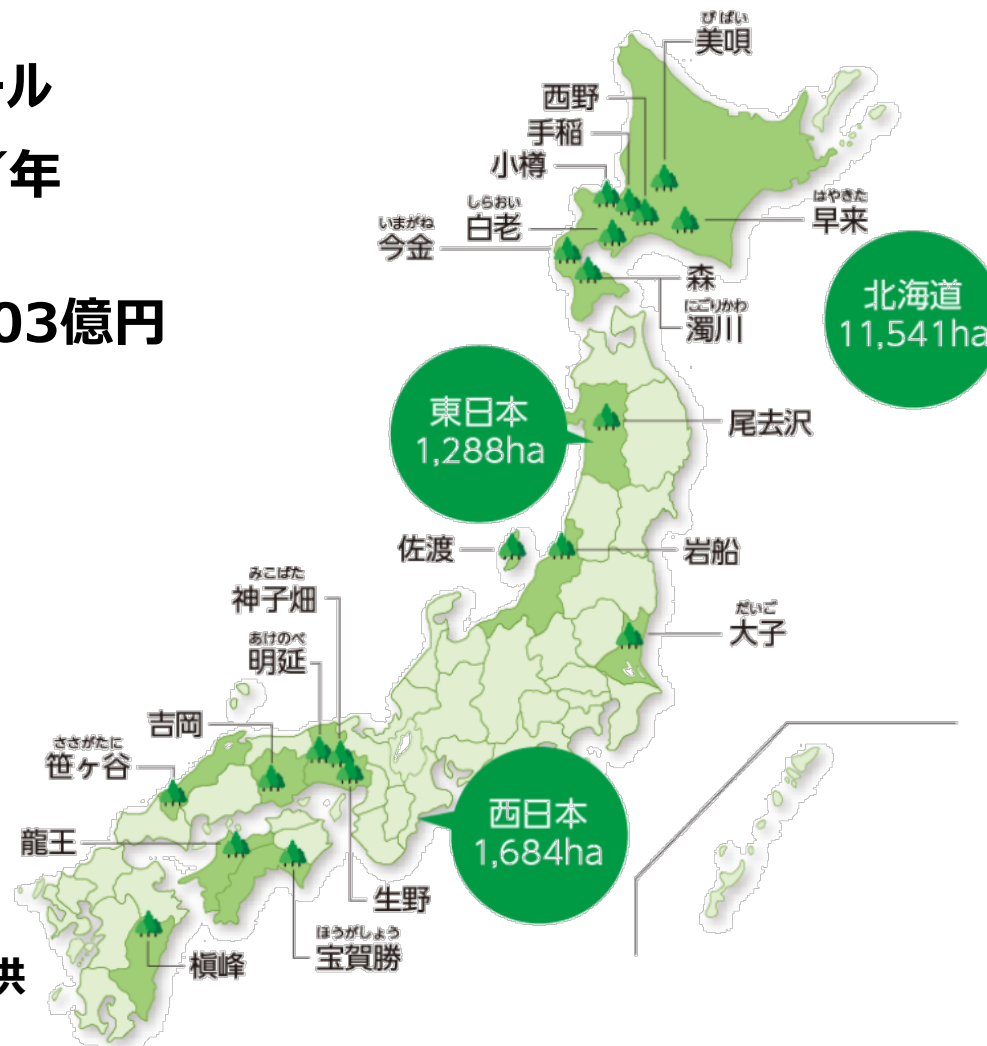 ール
年
03億円
供
びばい
美唄
西野
手稲
小樽
しらおい
白老
いまがね
今金
はやきた
早来
森
にごりかわ
濁川
北海道
11,541ha
東日本
1,288ha
尾去沢
佐渡
岩船
だいご
大子
みこばた
神子畑
あけのべ
明延
吉岡
ささがたに
笹ヶ谷
龍王
西日本
1,684ha
生野
ほうがしょう
宝賀勝
槇峰